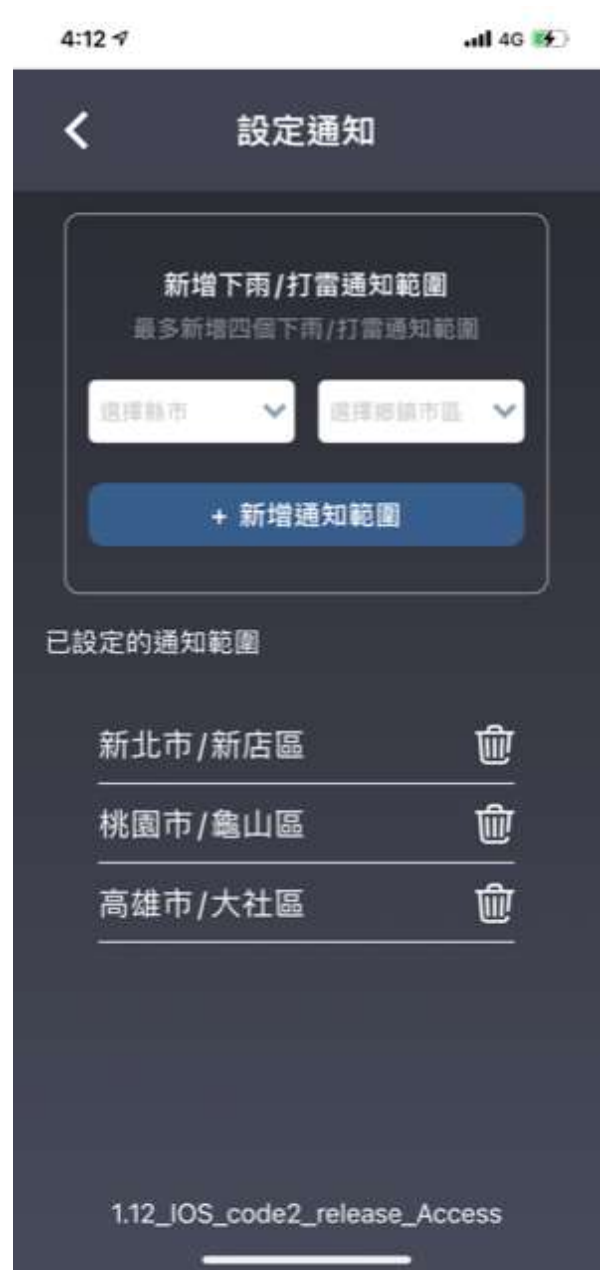 4:12
4G
設定通知
新增下雨/打雷通知範圍
最多新增四個下雨/打雷通知範圍
選擇縣市
選擇鄉鎮市區
+ 新增通知範圍
已設定的通知範圍
新北市/新店區
桃園市/龜山區
高雄市/大社區
1.12_IOS_code2_release_Access